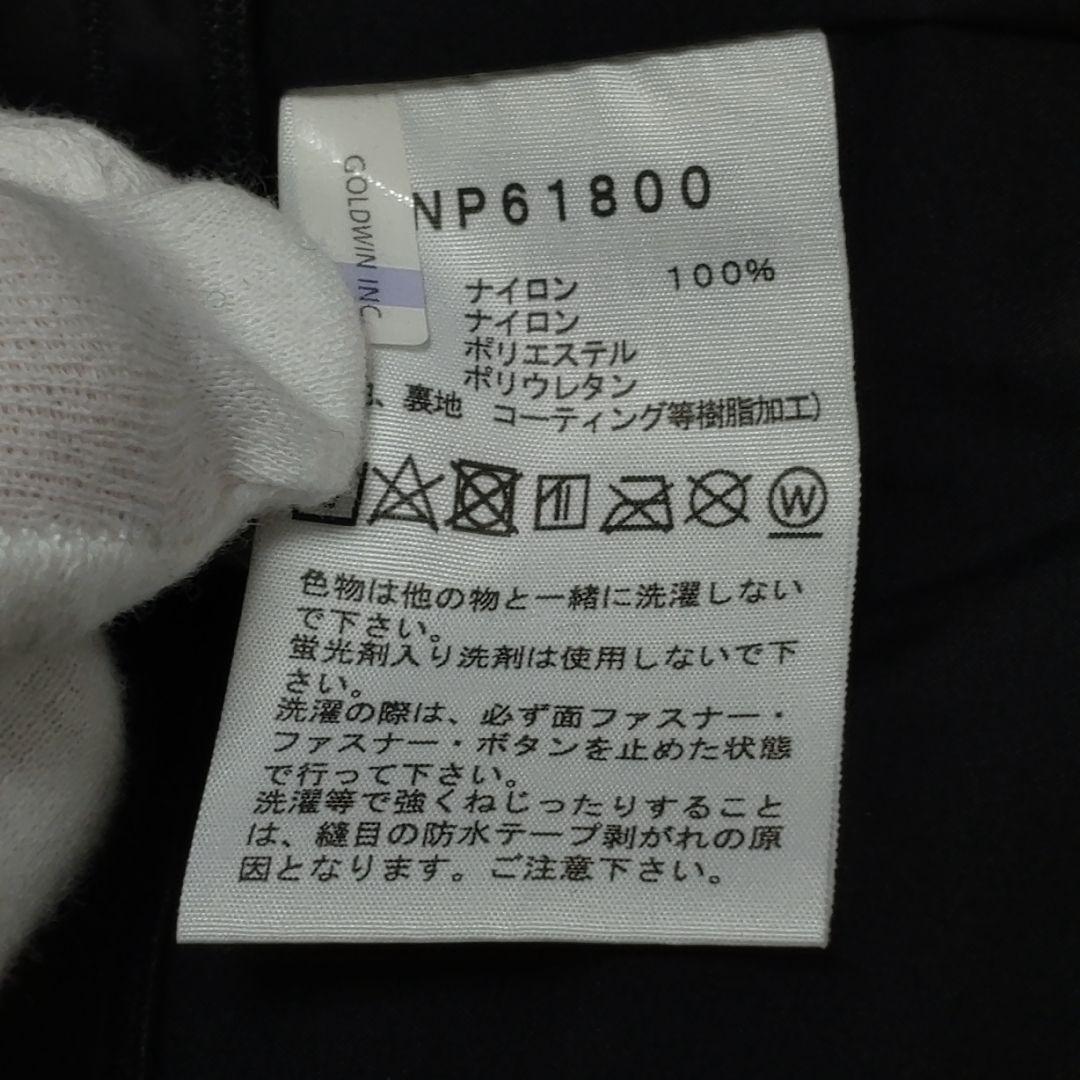 GOLDWIN INC
NP61800
ナイロン 100%
ナイロン
ポリエステル
ポリウレタン
、裏地 コーティング等樹脂加工)
W
色物は他の物と一緒に洗濯しない
で下さい。
蛍光剤入り洗剤は使用しないで下
さい。
洗濯の際は、必ず面ファスナー・
ファスナー・ボタンを止めた状態
で行って下さい。
洗濯等で強くねじったりすること
は、縫目の防水テープ剥がれの原
因となります。ご注意下さい。